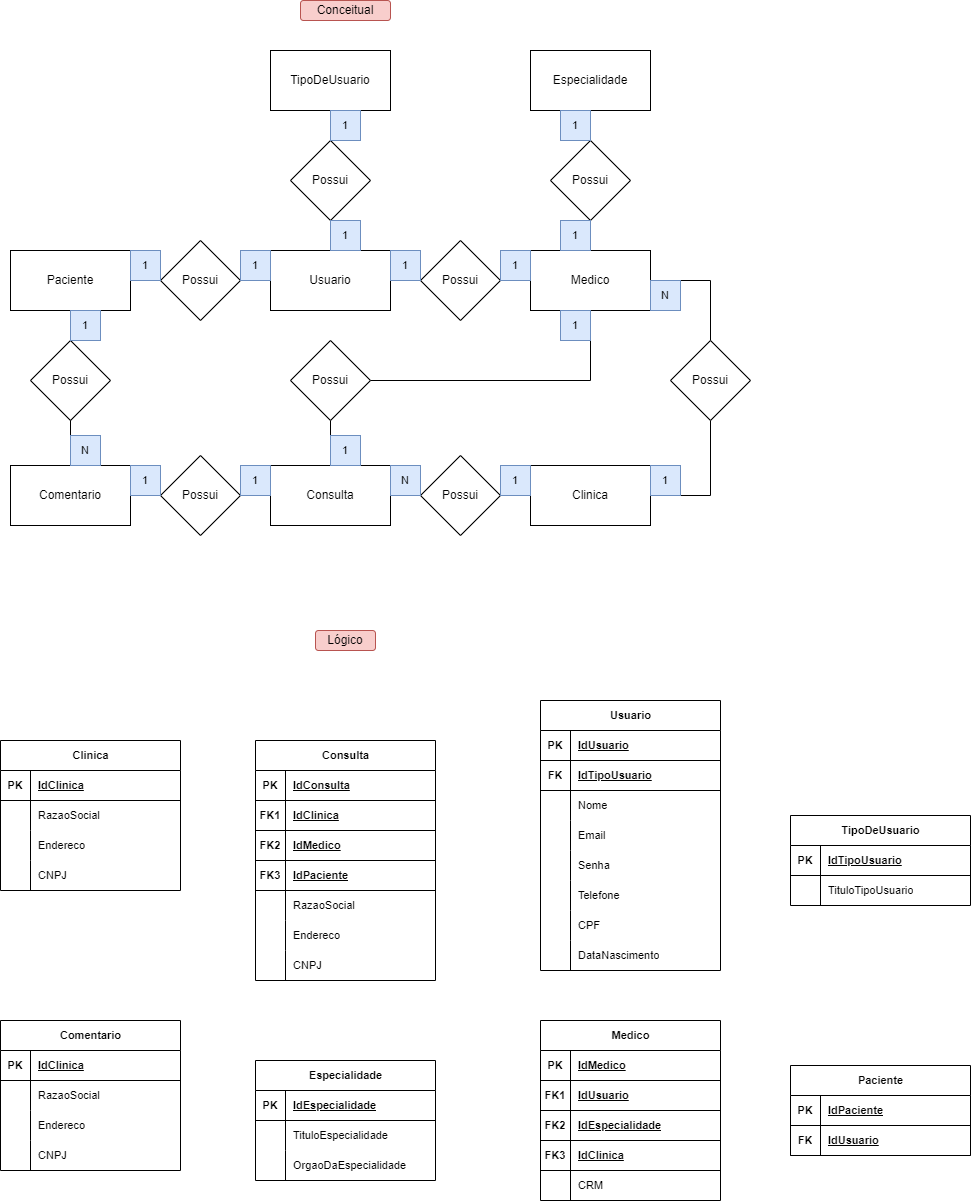 Conceitual
TipoDeUsuario
Especialidade
1
1
Possui
Possui
1
1
Paciente
1
Possui
1
Usuario
1
Possui
1
Medico
N
1
1
Possui
Possui
Possui
N
1
Comentario
1
Possui
1
Consulta
N
Possui
1
Clinica
1
Lógico
Clinica
PK IdClinica
RazaoSocial
Endereco
CNPJ
Consulta
PK IdConsulta
FK1 IdClinica
FK2 IdMedico
FK3 IdPaciente
RazaoSocial
Endereco
CNPJ
Usuario
PK IdUsuario
FK IdTipoUsuario
Nome
Email
Senha
Telefone
CPF
DataNascimento
TipoDeUsuario
PK IdTipoUsuario
TituloTipoUsuario
Comentario
PK IdClinica
RazaoSocial
Endereco
CNPJ
Especialidade
PK IdEspecialidade
TituloEspecialidade
OrgaoDaEspecialidade
Medico
PK IdMedico
FK1 IdUsuario
FK2 IdEspecialidade
FK3 IdClinica
CRM
Paciente
PK IdPaciente
FK IdUsuario